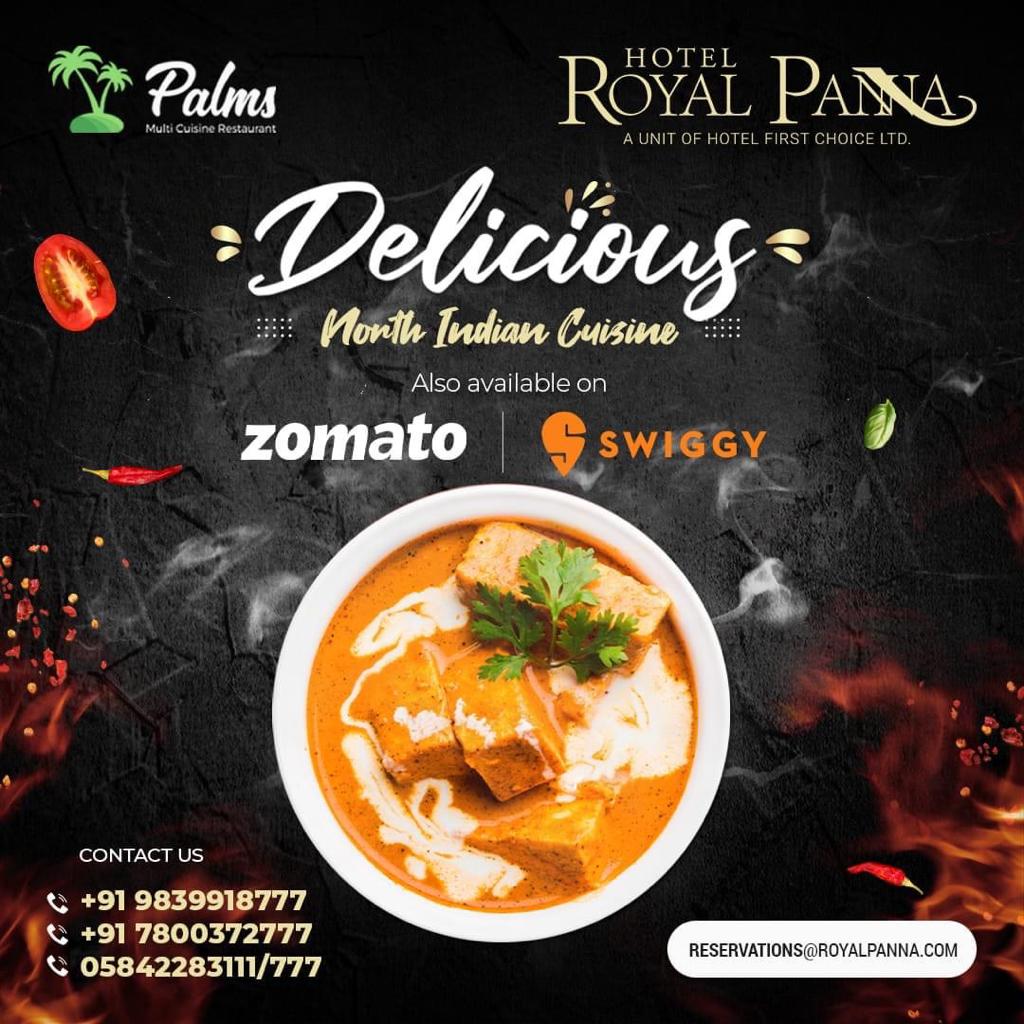 Palms
Multi Cuisine Restaurant
HOTEL
ROYAL PANNA
A UNIT OF HOTEL FIRST CHOICE LTD.
Delicious
North Indian Cuisine
Also available on
zomato
SWIGGY
CONTACT US
+91 9839918777
+91 7800372777
05842283111/777
RESERVATIONS@ROYALPANNA.COM